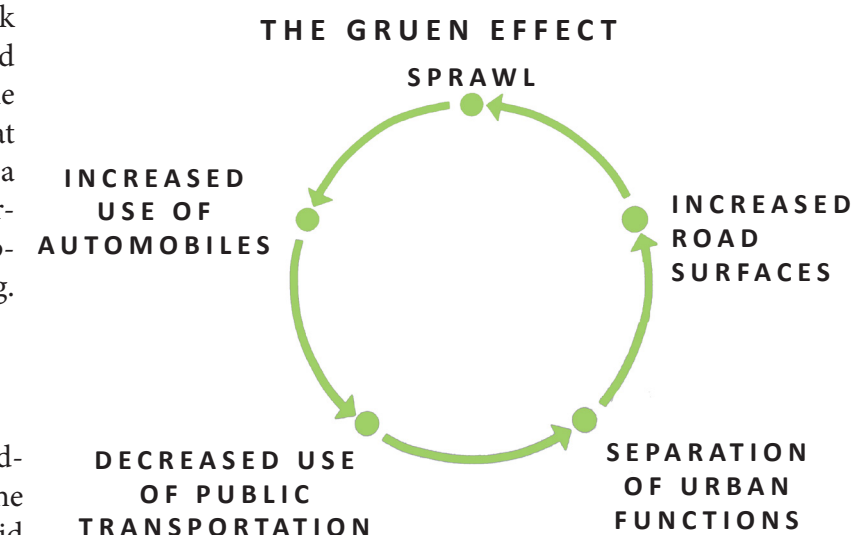 THE GRUEN EFFECT
SPRAWL
INCREASED
USE OF
AUTOMOBILES
INCREASED
ROAD
SURFACES
DECREASED USE
OF PUBLIC
TRANSPORTATION
SEPARATION
OF URBAN
FUNCTIONS